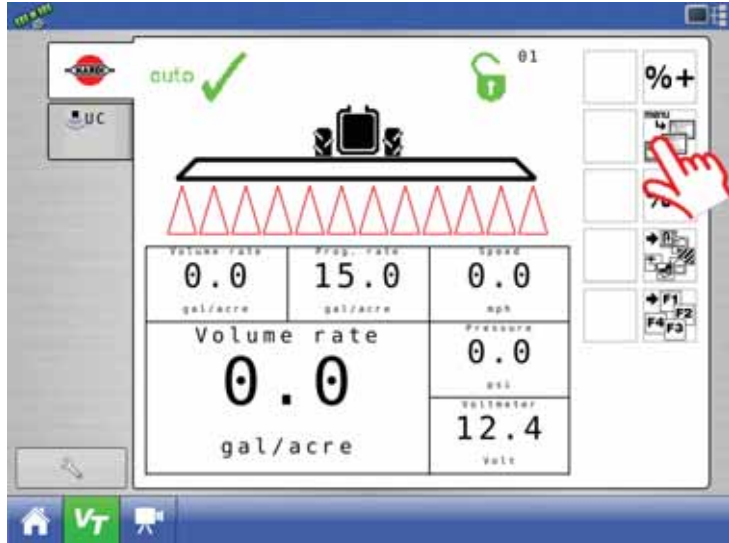 HARDI
auto
01
%+
menu
UC
%
Volume rate
Prog. rate
Speed
0.0
15.0
0.0
gal/acre
gal/acre
mph
Volume rate
Pressure
0.0
0.0
psi
gal/acre
Voltmeter
12.4
Volt
F1
F2
F4
F3
VT